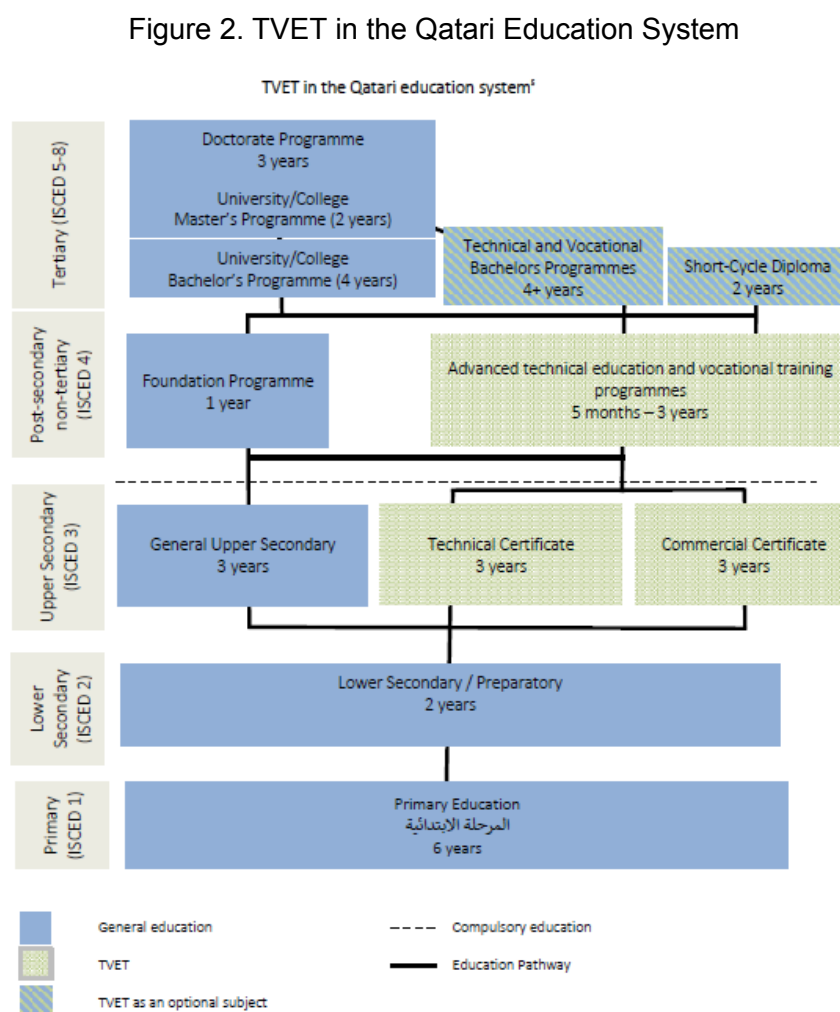 Figure 2. TVET in the Qatari Education System
TVET in the Qatari education system⁵
Tertiary (ISCED 5-8)
Doctorate Programme
3 years
University/College
Master's Programme (2 years)
University/College
Bachelor's Programme (4 years)
Technical and Vocational
Bachelors Programmes
4+ years
Short-Cycle Diploma
2 years
Post-secondary
non-tertiary
(ISCED 4)
Foundation Programme
1 year
Advanced technical education and vocational training
programmes
5 months – 3 years
Upper Secondary
(ISCED 3)
General Upper Secondary
3 years
Technical Certificate
3 years
Commercial Certificate
3 years
Lower
Secondary
(ISCED 2)
Lower Secondary / Preparatory
2 years
Primary
(ISCED 1)
Primary Education
المرحلة الابتدائية
6 years
General education
Compulsory education
TVET
Education Pathway
TVET as an optional subject